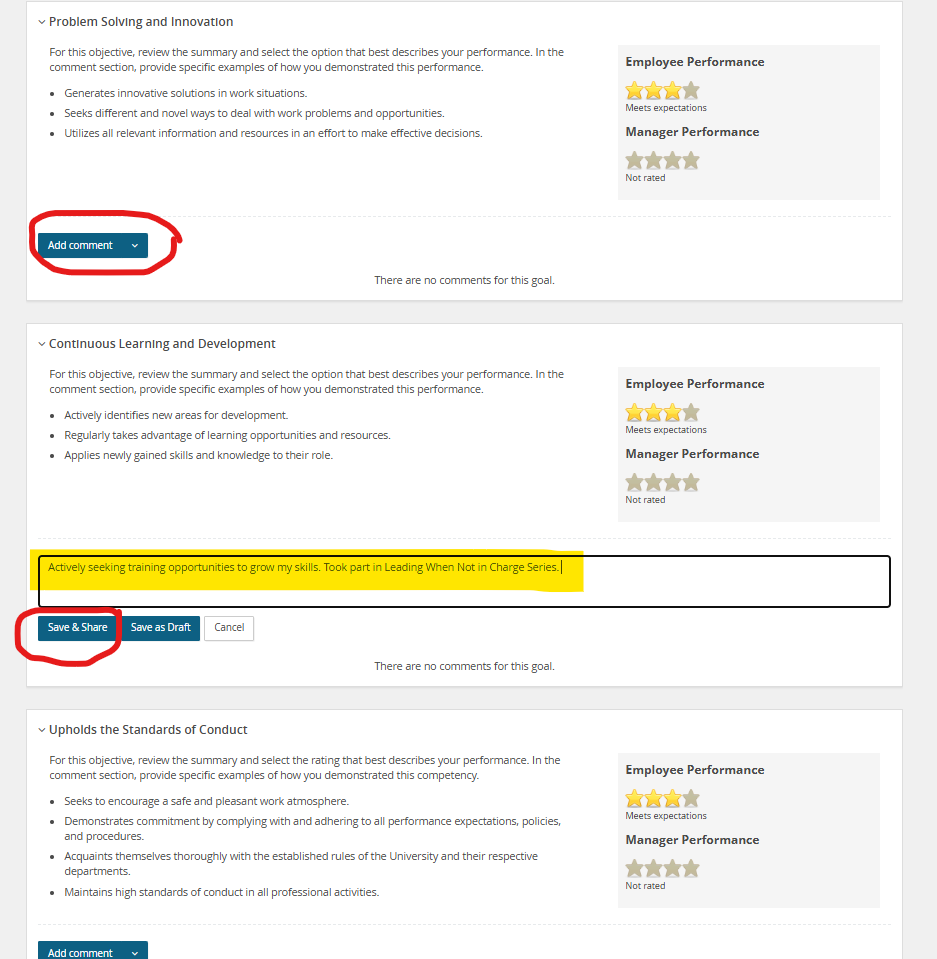 Problem Solving and Innovation
For this objective, review the summary and select the option that best describes your performance. In the
comment section, provide specific examples of how you demonstrated this performance.
Generates innovative solutions in work situations.
Seeks different and novel ways to deal with work problems and opportunities.
Utilizes all relevant information and resources in an effort to make effective decisions.
Employee Performance
Meets expectations
Manager Performance
Not rated
Add comment
There are no comments for this goal.
Continuous Learning and Development
For this objective, review the summary and select the option that best describes your performance. In the
comment section, provide specific examples of how you demonstrated this performance.
Actively identifies new areas for development.
Regularly takes advantage of learning opportunities and resources.
Applies newly gained skills and knowledge to their role.
Employee Performance
Meets expectations
Manager Performance
Not rated
Actively seeking training opportunities to grow my skills. Took part in Leading When Not in Charge Series.
Save & Share Save as Draft Cancel
There are no comments for this goal.
Upholds the Standards of Conduct
For this objective, review the summary and select the rating that best describes your performance. In the
comment section, provide specific examples of how you demonstrated this competency.
Seeks to encourage a safe and pleasant work atmosphere.
Demonstrates commitment by complying with and adhering to all performance expectations, policies,
and procedures.
Acquaints themselves thoroughly with the established rules of the University and their respective
departments.
Maintains high standards of conduct in all professional activities.
Employee Performance
Meets expectations
Manager Performance
Not rated
Add comment